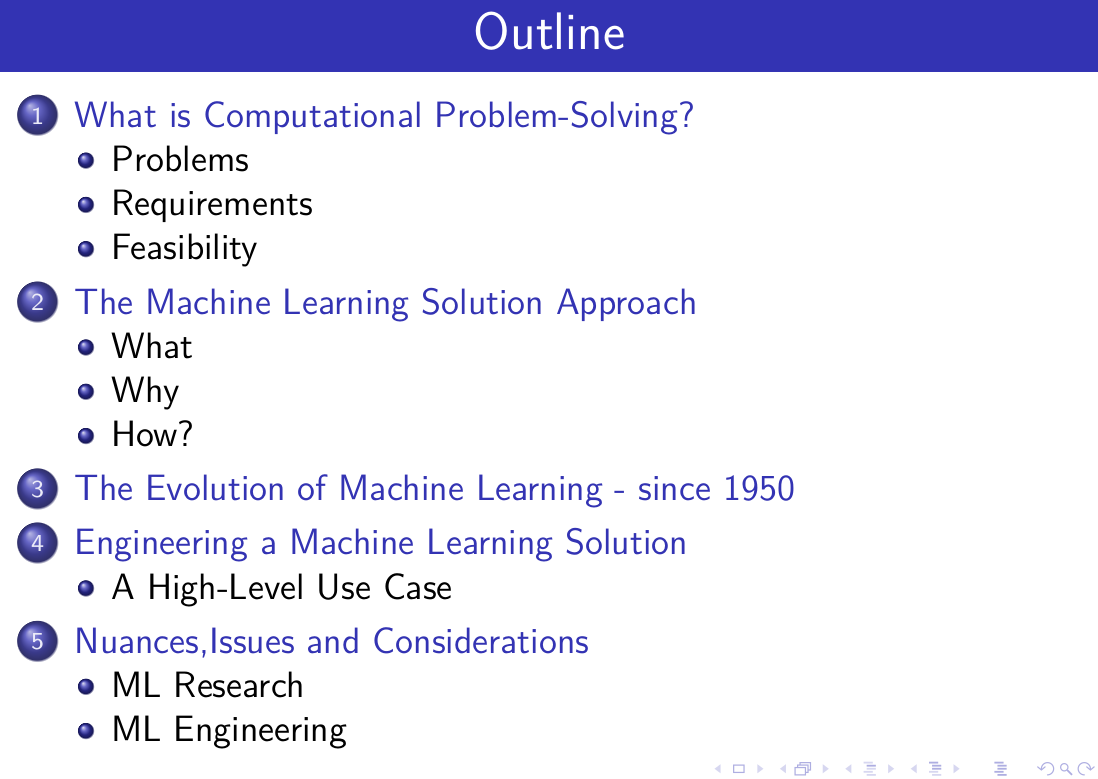 Outline
1 What is Computational Problem-Solving?
Problems
Requirements
Feasibility
2 The Machine Learning Solution Approach
What
Why
How?
3 The Evolution of Machine Learning - since 1950
4 Engineering a Machine Learning Solution
A High-Level Use Case
5 Nuances,Issues and Considerations
ML Research
ML Engineering